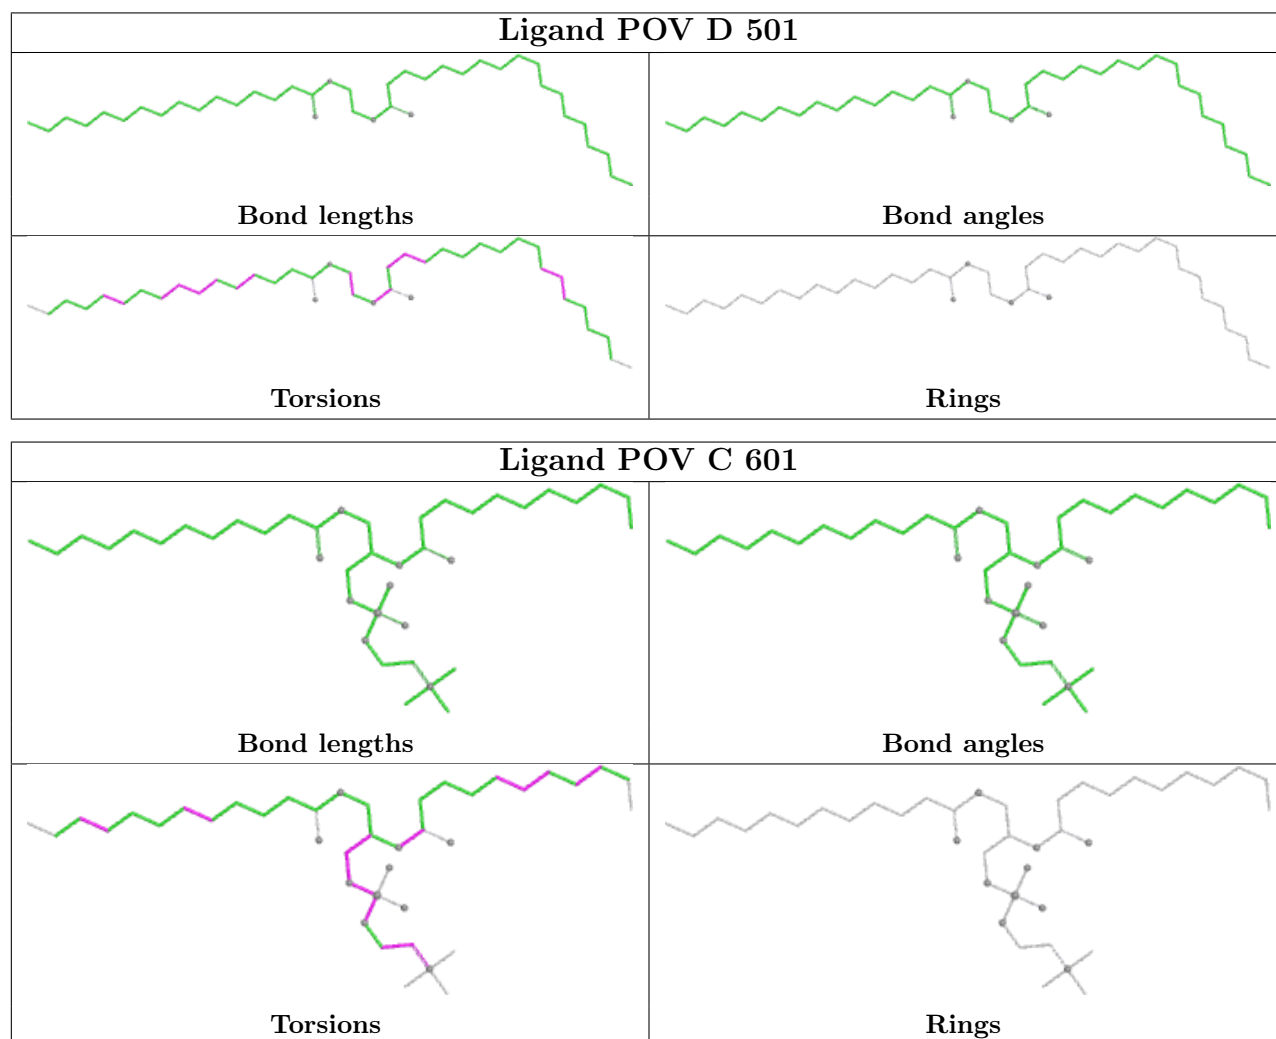 Ligand POV D 501
Bond lengths
Bond angles
Torsions
Rings
Ligand POV C 601
Bond lengths
Bond angles
Torsions
Rings